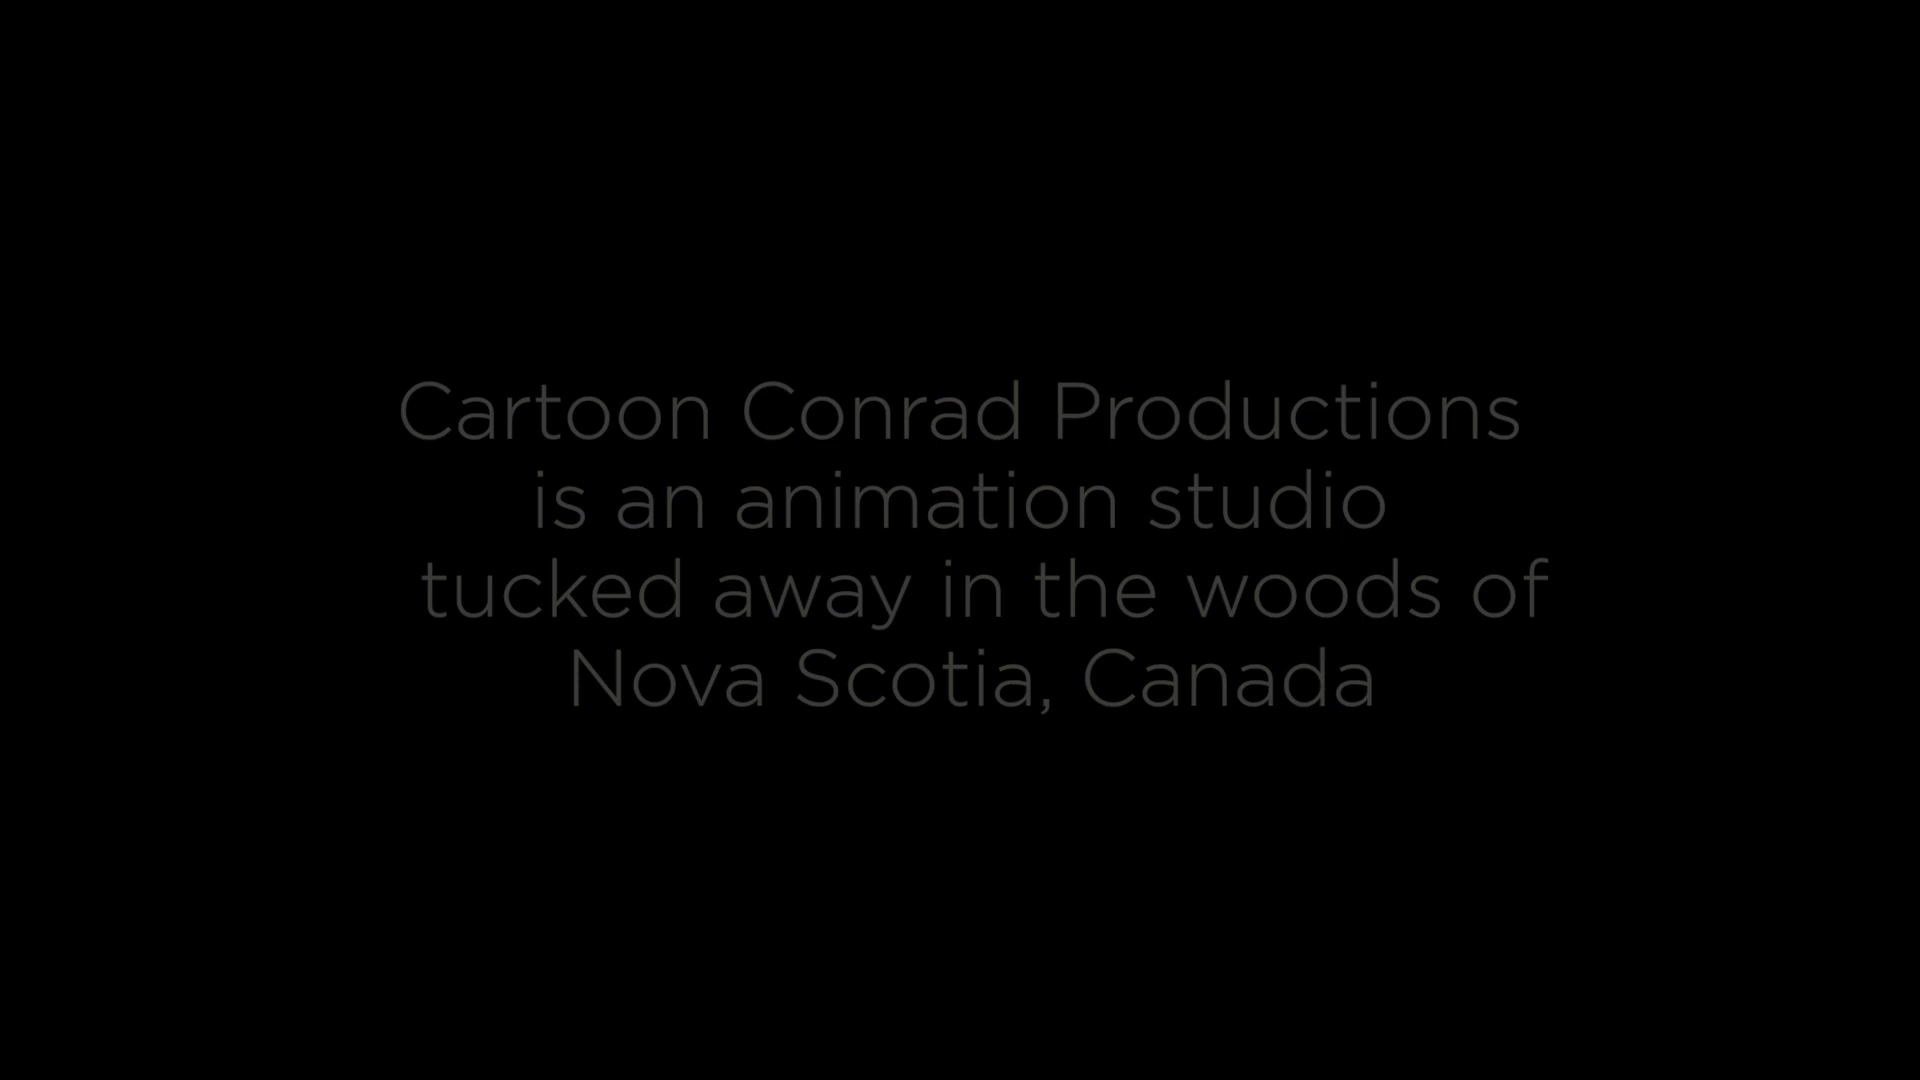 Cartoon Conrad Productions
is an animation studio
tucked away in the woods of
Nova Scotia, Canada